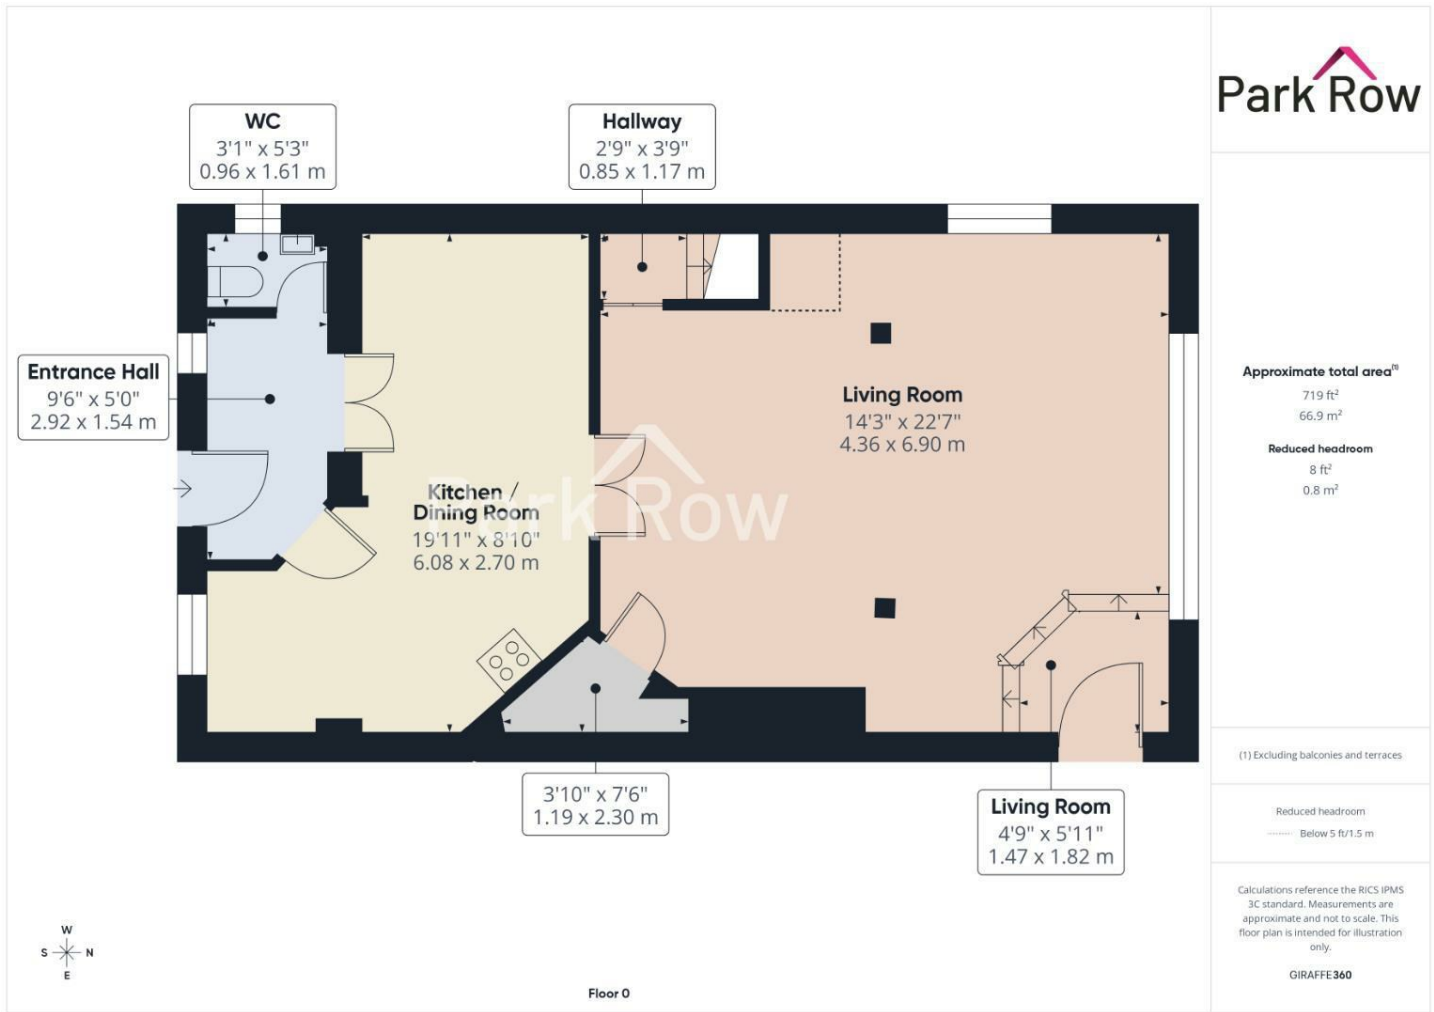 Park Row
WC
3'1" x 5'3"
0.96 x 1.61 m
Hallway
2'9" x 3'9"
0.85 x 1.17 m
Entrance Hall
9'6" x 5'0"
2.92 x 1.54 m
Living Room
14'3" x 22'7"
4.36 x 6.90 m
Kitchen /
Dining Room
19'11" x 8'10"
6.08 x 2.70 m
Park Row
3'10" x 7'6"
1.19 x 2.30 m
Living Room
4'9" x 5'11"
1.47 x 1.82 m
Approximate total area(1)
719 ft²
66.9 m²
Reduced headroom
8 ft²
0.8 m²
(1) Excluding balconies and terraces
Reduced headroom
Below 5 ft/1.5 m
Calculations reference the RICS IPMS
3C standard. Measurements are
approximate and not to scale. This
floor plan is intended for illustration
only.
GIRAFFE360
W
S N
E
Floor 0